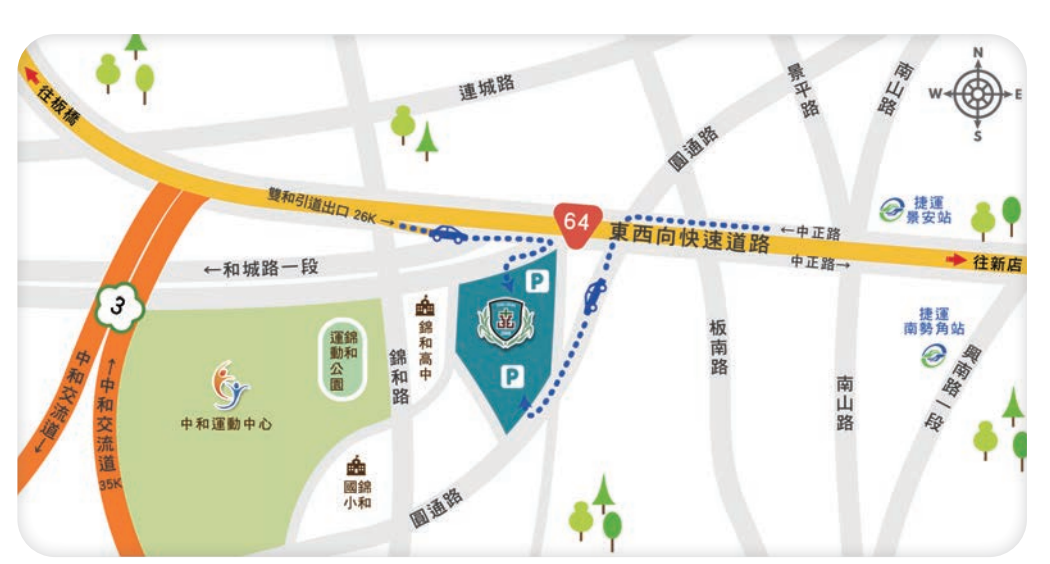 連城路
景平路
南山路
N
W
E
S
往板橋
圓通路
雙和引道出口 26K →
64
東西向快速道路
←中正路
中正路→
捷運
景安站
→ 往新店
←和城路一段
3
P
P
中和交流道→
←中和交流道
35K
錦和
運動
公園
錦和高中
錦和路
中和運動中心
錦和
國小
圓通路
板南路
南山路
捷運
南勢角站
興南路一段